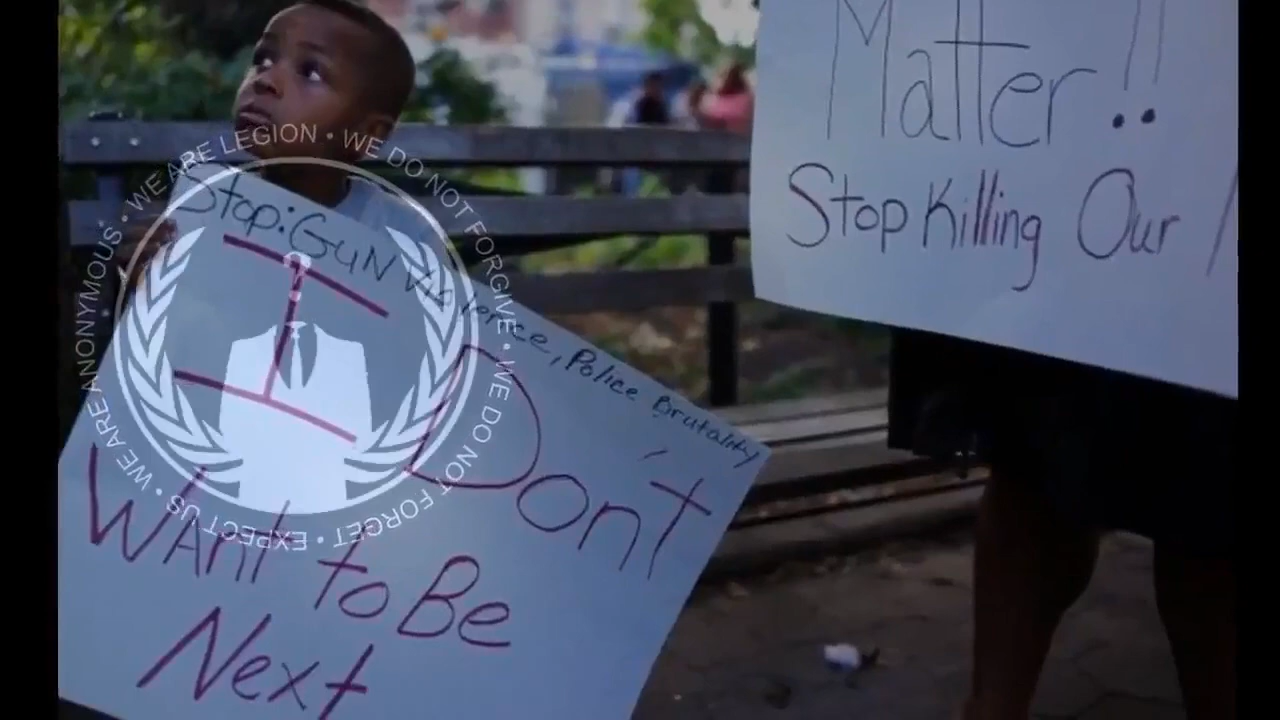 WE ARE ANONYMOUS • WE ARE LEGION • WE DO NOT FORGIVE • WE DO NOT FORGET • EXPECT US •
Stop: Gun Violence, Police Brutality
I
Don't
Want to Be
Next
Matter!!
Stop Killing Our